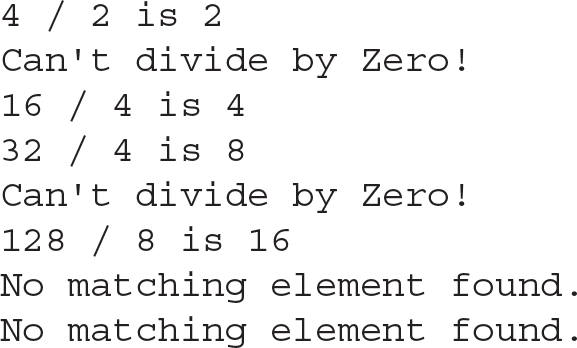 4 / 2 is 2
Can't divide by Zero!
16 / 4 is 4
32 / 4 is 8
Can't divide by Zero!
128 / 8 is 16
No matching element found.
No matching element found.